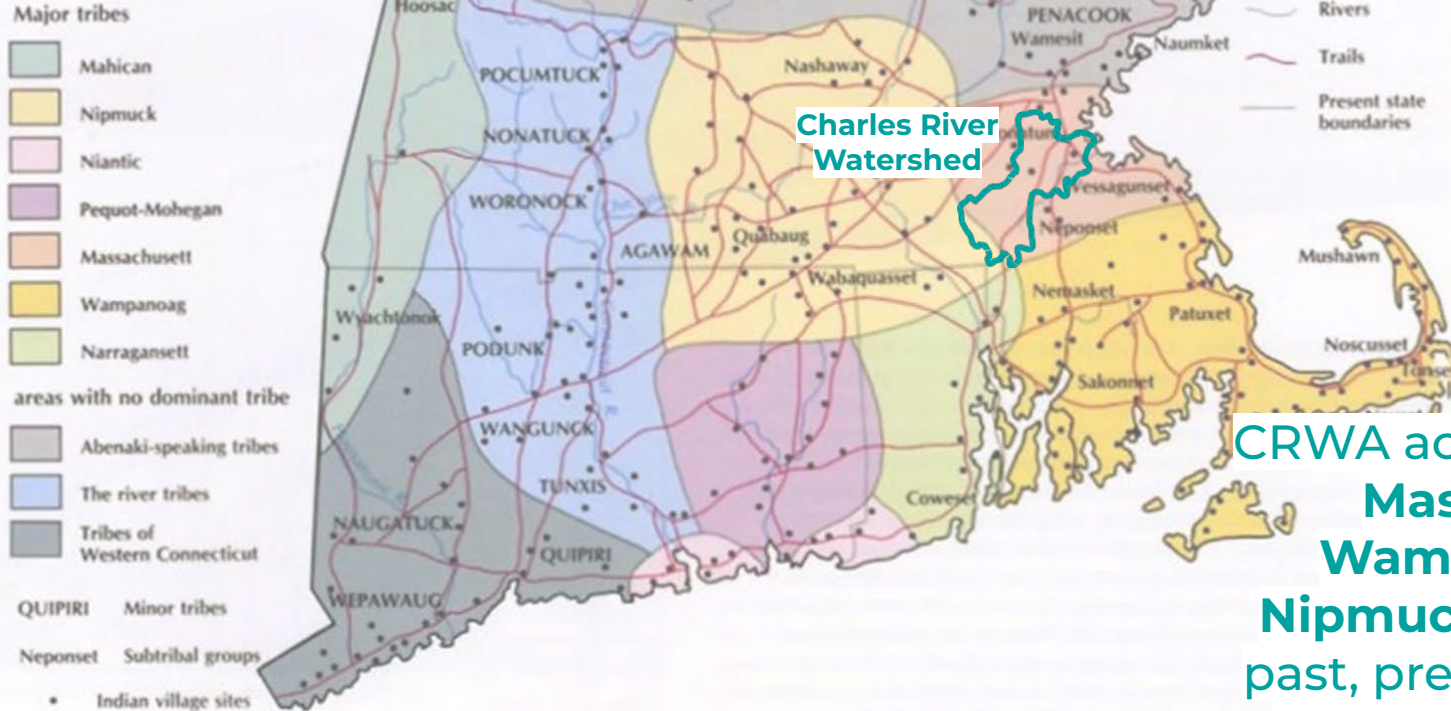 Major tribes
Mahican
Nipmuck
Niantic
Pequot-Mohegan
Massachusett
Wampanoag
Narragansett
areas with no dominant tribe
Abenaki-speaking tribes
The river tribes
Tribes of
Western Connecticut
QUIPIRI Minor tribes
Neponset Subtribal groups
• Indian village sites
Rivers
Trails
Present state
boundaries
Hoosac
PENACOOK
Wamesit
Naumket
POCUMTUCK
Nashaway
NONATUCK
Charles River
Watershed
WORONOCK
Wessagunset
AGAWAM
Quabaug
Neponset
Wabaquasset
Mushawn
Nemasket
Patuxet
Wyachtonok
PODUNK
Noscusset
Sakonnet
WANGUNCK
TUNXIS
Coweset
NAUGATUCK
QUIPIRI
WEPAWAUG
CRWA ac
Mas
Wam
Nipmuc
past, pre